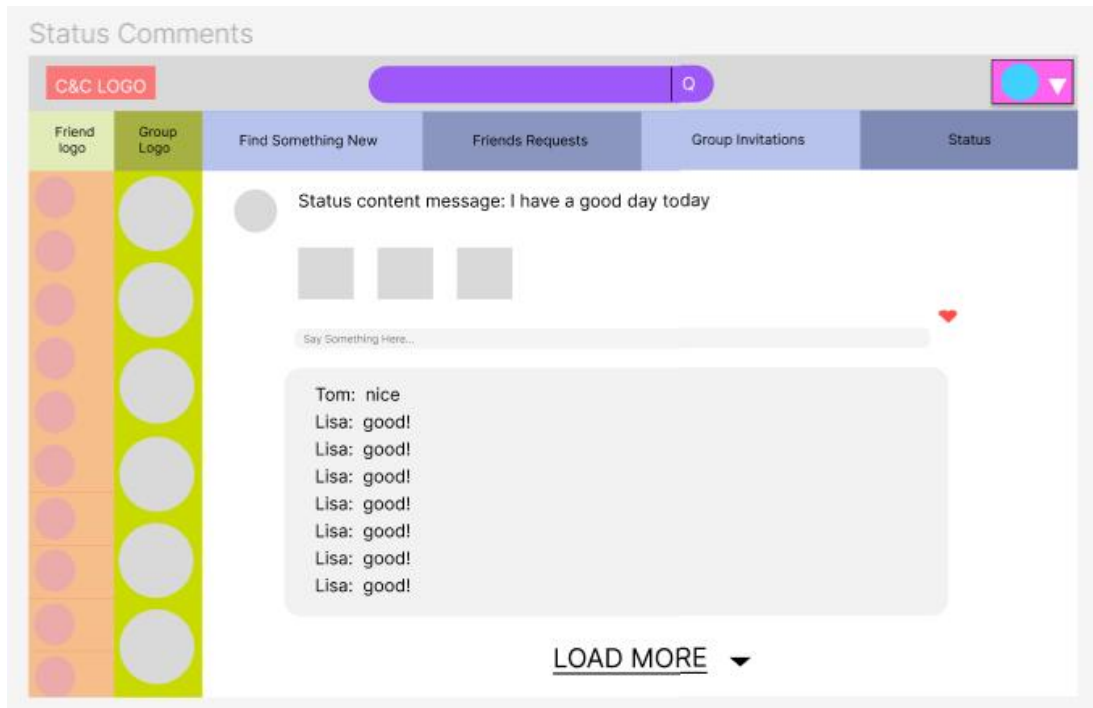 Status Comments
C&C LOGO
Q
Friend
logo
Group
Logo
Find Something New
Friends Requests
Group Invitations
Status
Status content message: I have a good day today
Say Something Here...
Tom: nice
Lisa: good!
Lisa: good!
Lisa: good!
Lisa: good!
Lisa: good!
Lisa: good!
Lisa: good!
LOAD MORE